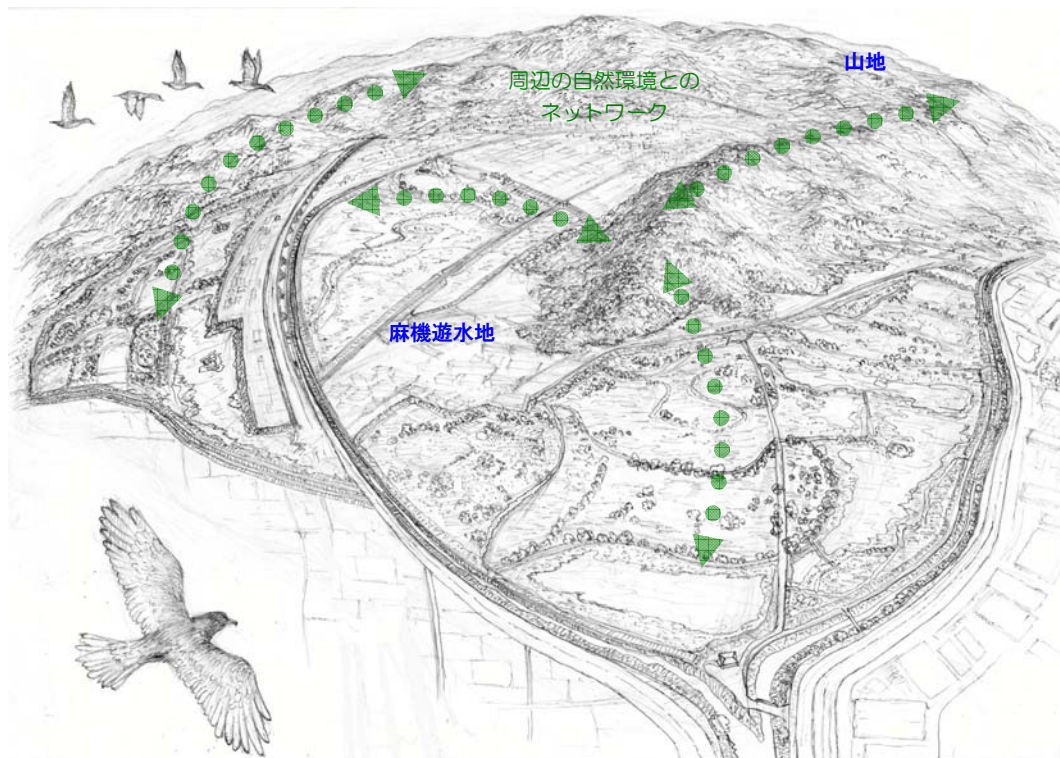 山地
周辺の自然環境との
ネットワーク
麻機遊水地